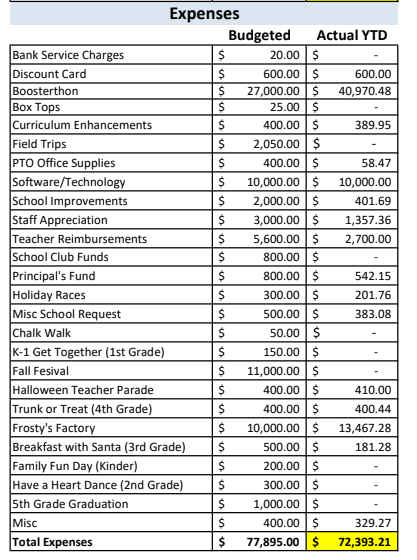 Expenses
Budgeted Actual YTD
Bank Service Charges $ 20.00 $ -
Discount Card $ 600.00 $ 600.00
Boosterthon $ 27,000.00 $ 40,970.48
Box Tops $ 25.00 $ -
Curriculum Enhancements $ 400.00 $ 389.95
Field Trips $ 2,050.00 $ -
PTO Office Supplies $ 400.00 $ 58.47
Software/Technology $ 10,000.00 $ 10,000.00
School Improvements $ 2,000.00 $ 401.69
Staff Appreciation $ 3,000.00 $ 1,357.36
Teacher Reimbursements $ 5,600.00 $ 2,700.00
School Club Funds $ 800.00 $ -
Principal's Fund $ 800.00 $ 542.15
Holiday Races $ 300.00 $ 201.76
Misc School Request $ 500.00 $ 383.08
Chalk Walk $ 50.00 $ -
K-1 Get Together (1st Grade) $ 150.00 $ -
Fall Fesival $ 11,000.00 $ -
Halloween Teacher Parade $ 400.00 $ 410.00
Trunk or Treat (4th Grade) $ 400.00 $ 400.44
Frosty's Factory $ 10,000.00 $ 13,467.28
Breakfast with Santa (3rd Grade) $ 500.00 $ 181.28
Family Fun Day (Kinder) $ 200.00 $ -
Have a Heart Dance (2nd Grade) $ 300.00 $ -
5th Grade Graduation $ 1,000.00 $ -
Misc $ 400.00 $ 329.27
Total Expenses $ 77,895.00 $ 72,393.21